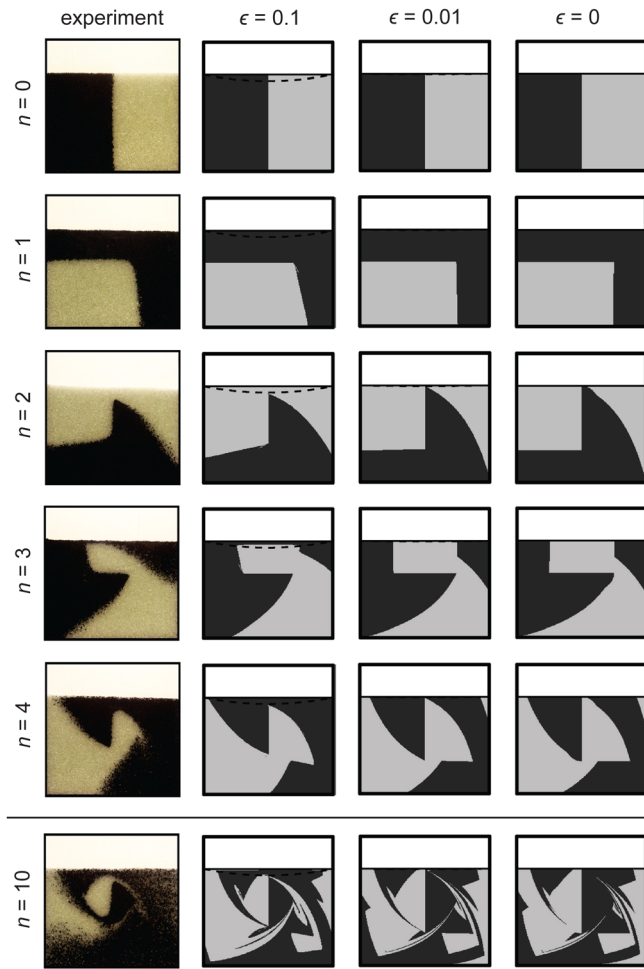 experiment ϵ = 0.1 ϵ = 0.01 ϵ = 0
n = 0
n = 1
n = 2
n = 3
n = 4
n = 10